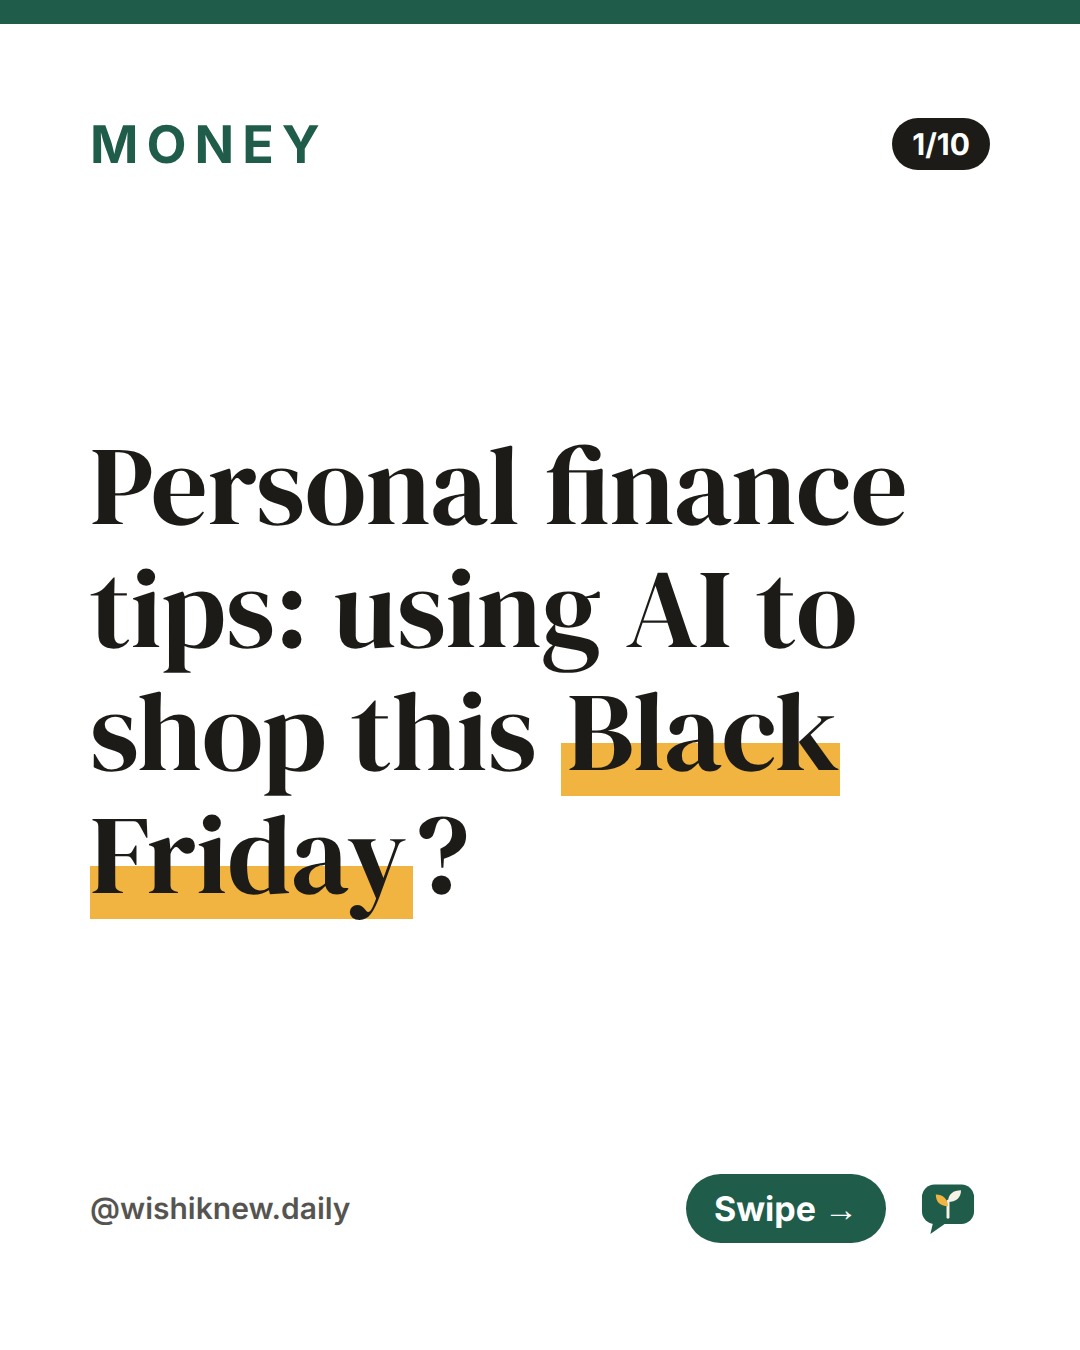 MONEY
1/10
Personal finance
tips: using AI to
shop this Black
Friday?
@wishiknew.daily
Swipe →